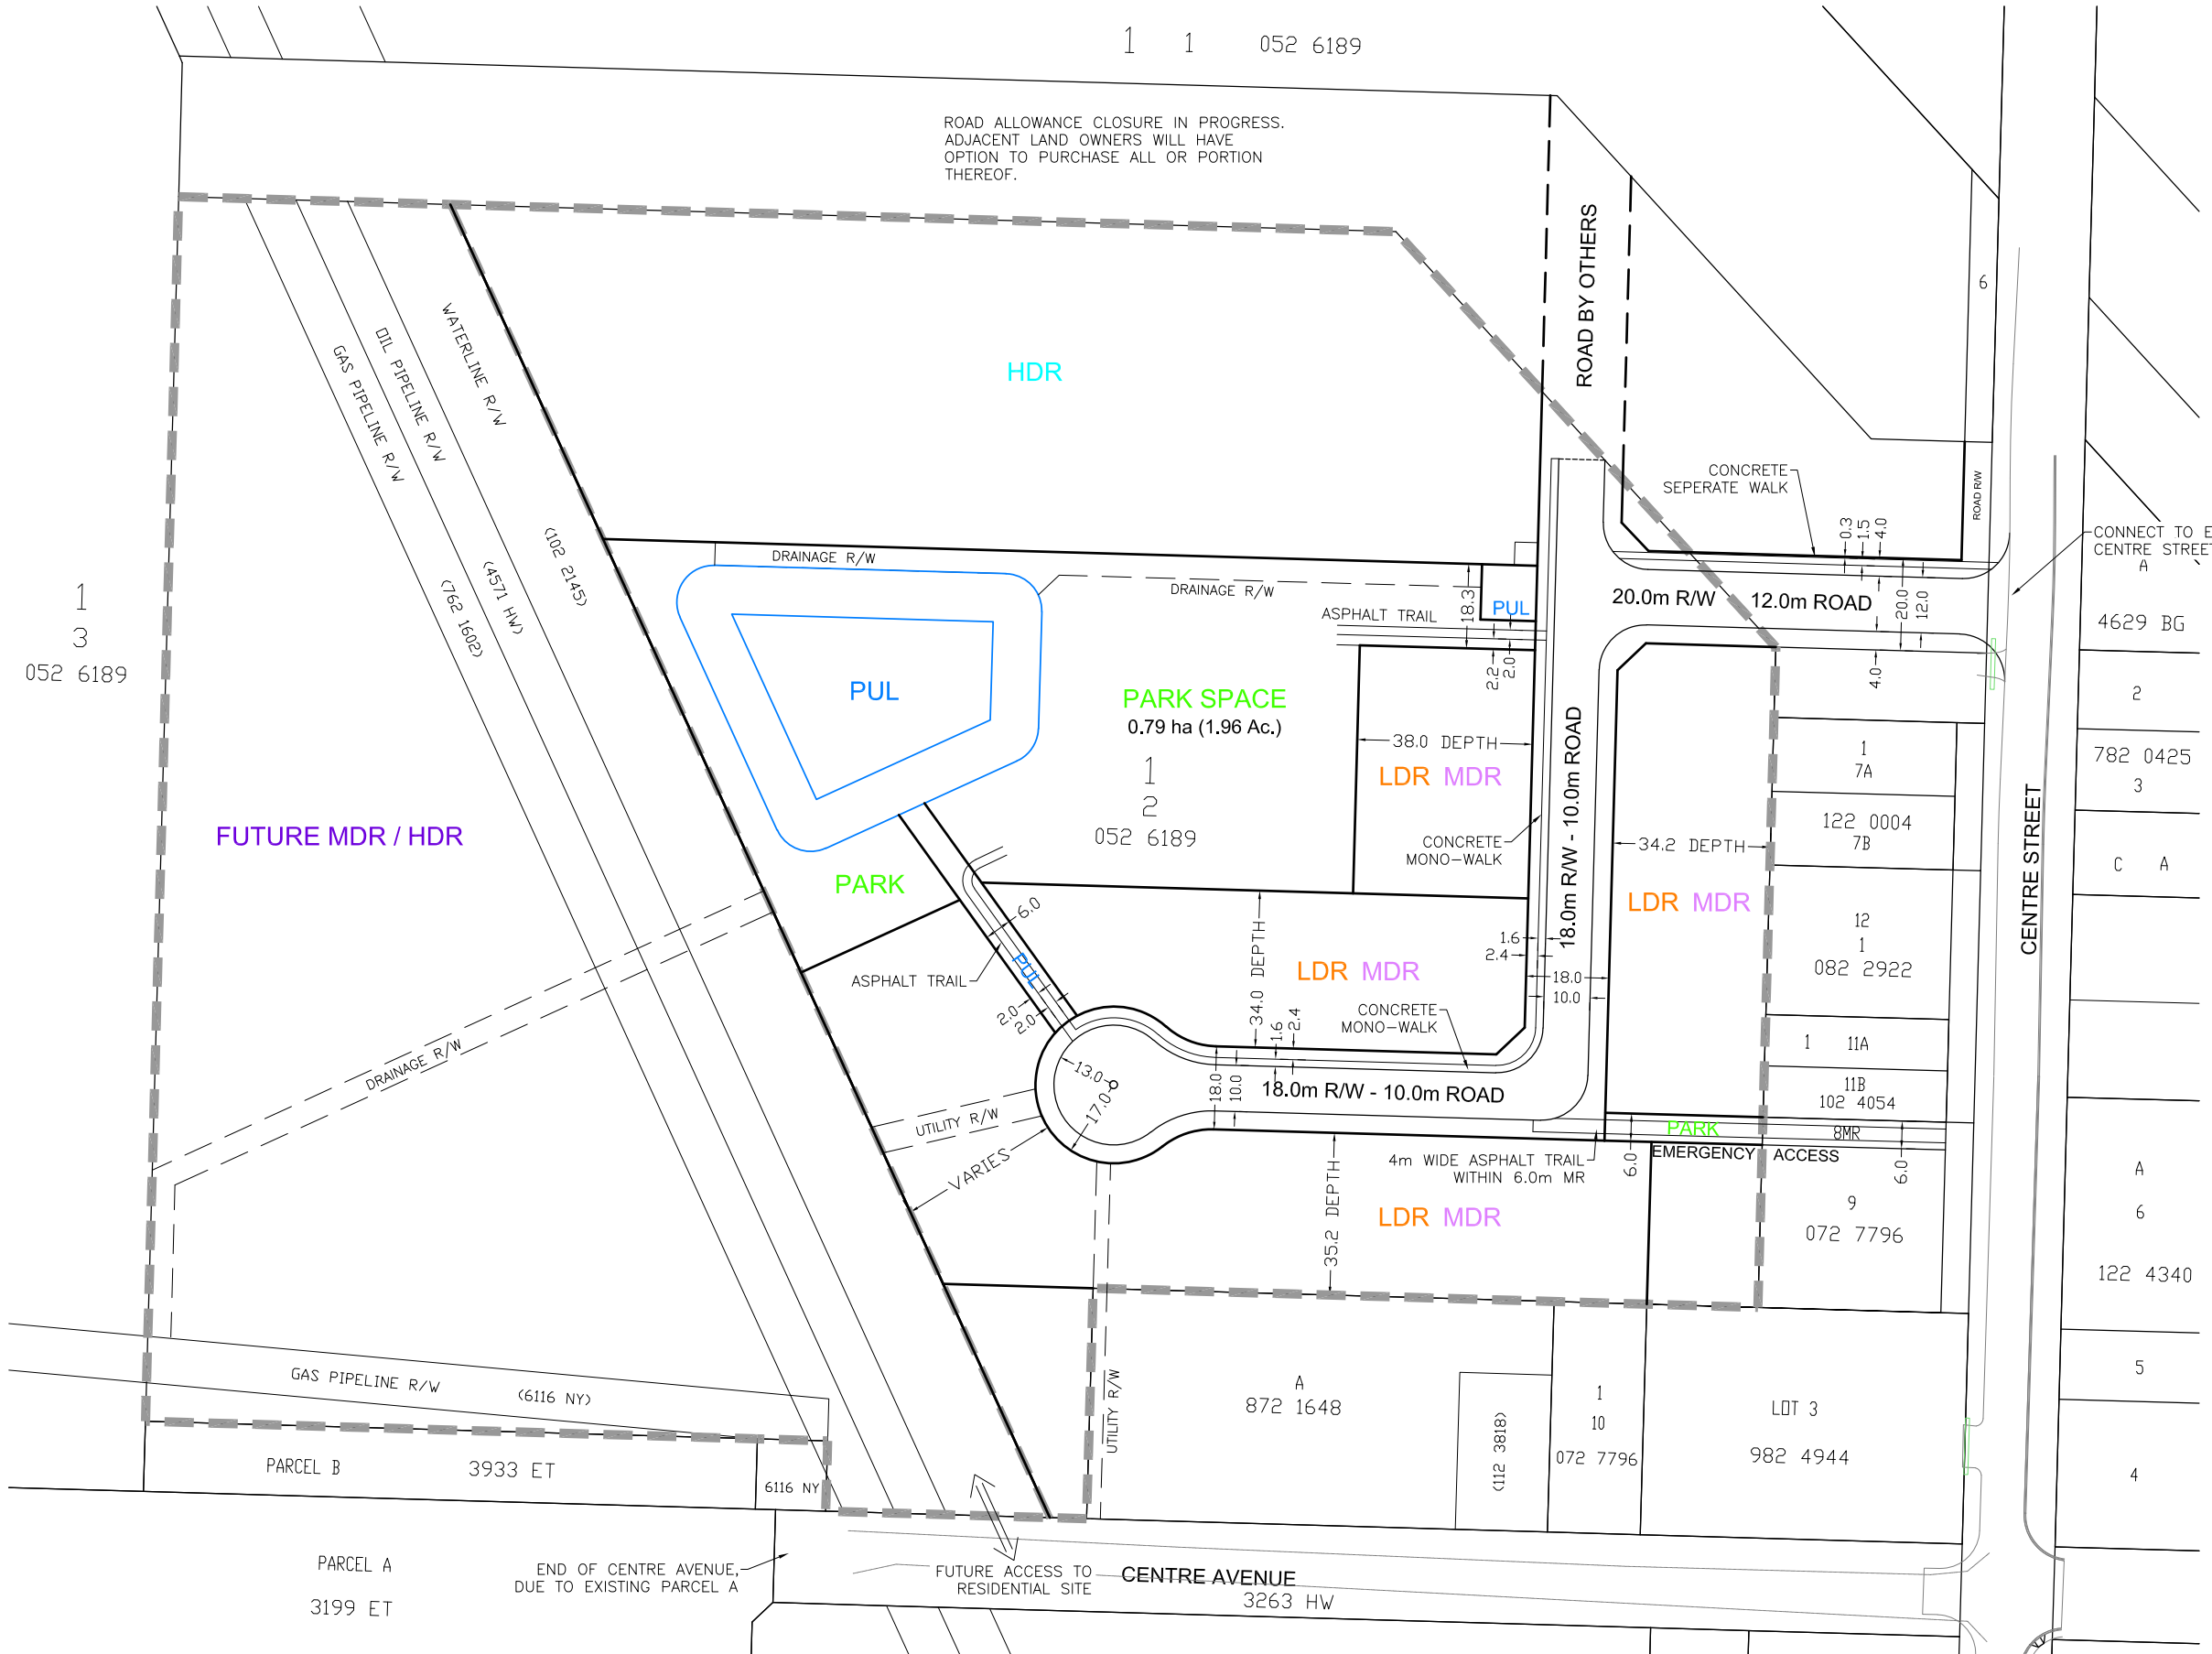 1 1 052 6189
ROAD ALLOWANCE CLOSURE IN PROGRESS.
ADJACENT LAND OWNERS WILL HAVE
OPTION TO PURCHASE ALL OR PORTION
THEREOF.
ROAD BY OTHERS
6
WATERLINE R/W
OIL PIPELINE R/W
GAS PIPELINE R/W
HDR
CONCRETE
SEPERATE WALK
ROAD R/W
0.3
1.5
4.0
CONNECT TO E
CENTRE STREET
A
(102 2145)
(4571 HW)
(762 1602)
DRAINAGE R/W
DRAINAGE R/W
ASPHALT TRAIL
18.3
PUL
2.2
2.0
20.0m R/W
12.0m ROAD
20.0
12.0
4.0
4629 BG
1
3
052 6189
PUL
PARK SPACE
0.79 ha (1.96 Ac.)
1
2
052 6189
38.0 DEPTH
LDR MDR
CONCRETE
MONO-WALK
18.0m R/W - 10.0m ROAD
34.2 DEPTH
LDR MDR
2
782 0425
3
1
7A
122 0004
7B
C A
CENTRE STREET
FUTURE MDR / HDR
PARK
6.0
ASPHALT TRAIL
PUL
2.0
2.0
34.0 DEPTH
LDR MDR
1.6
2.4
18.0
10.0
CONCRETE
MONO-WALK
1.6
2.4
12
1
082 2922
1 11A
11B
102 4054
DRAINAGE R/W
13.0
17.0
18.0
10.0
18.0m R/W - 10.0m ROAD
UTILITY R/W
VARIES
PARK
8MR
EMERGENCY ACCESS
4m WIDE ASPHALT TRAIL
WITHIN 6.0m MR
6.0
6.0
35.2 DEPTH
LDR MDR
9
072 7796
A
6
122 4340
GAS PIPELINE R/W
(6116 NY)
UTILITY R/W
A
872 1648
(112 3818)
1
10
072 7796
LOT 3
982 4944
5
4
PARCEL B
3933 ET
6116 NY
PARCEL A
3199 ET
END OF CENTRE AVENUE,
DUE TO EXISTING PARCEL A
FUTURE ACCESS TO
RESIDENTIAL SITE
CENTRE AVENUE
3263 HW